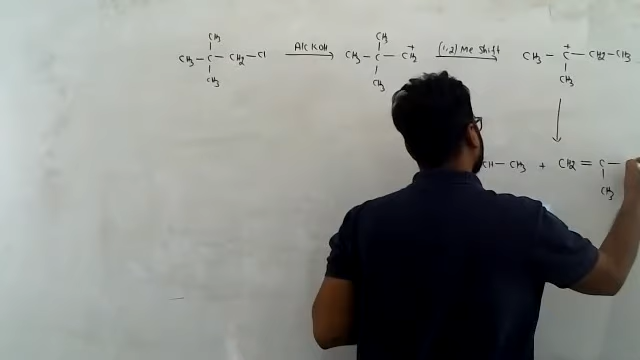 CH3 CH3
CH3 - C - CH2 - Cl Alc KOH CH3 - C - CH2+ (1,2) Me shift CH3 - C+ - CH2 - CH3
CH3 CH3 CH3
CH - CH3 + CH2 = C -
CH3